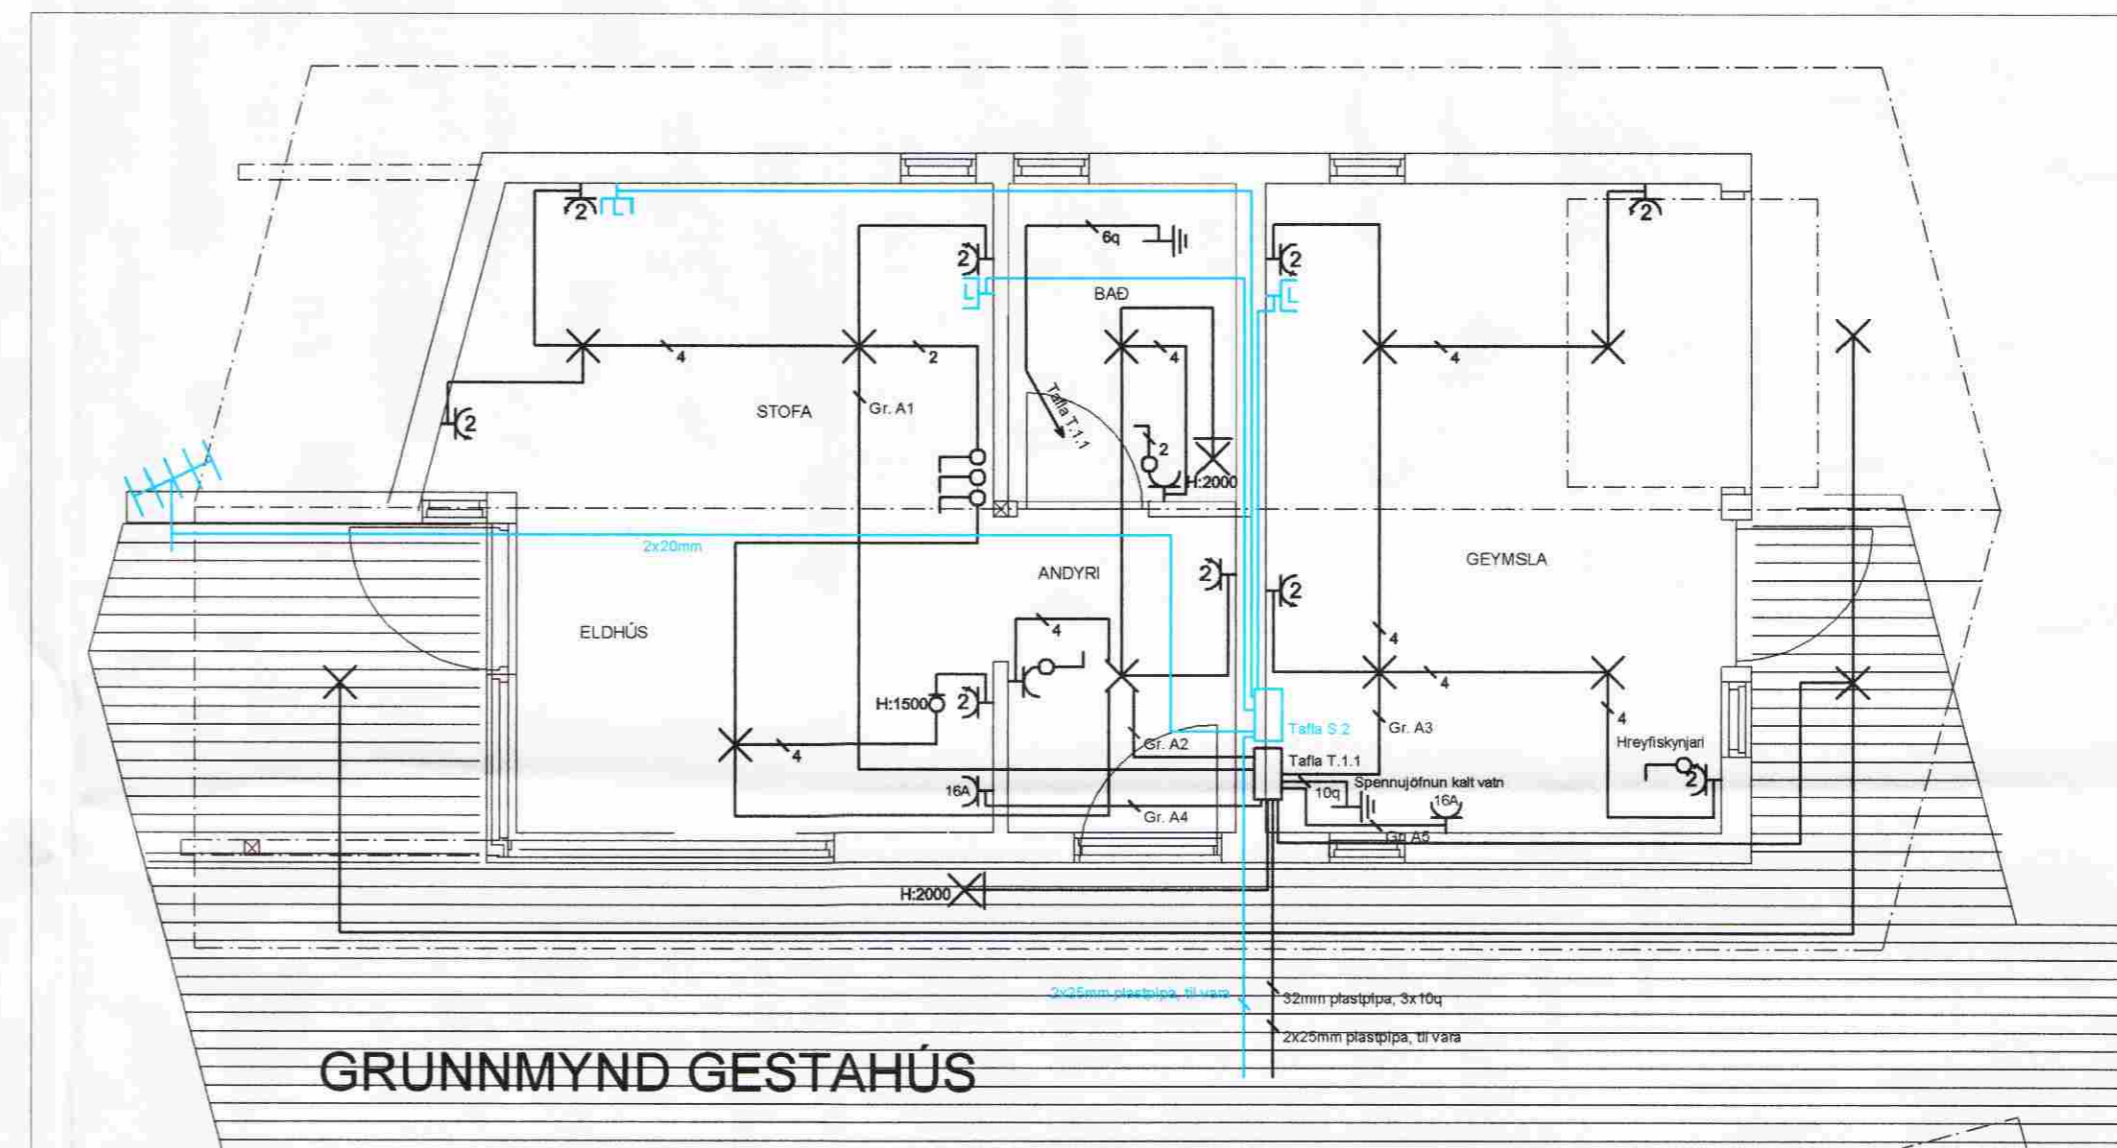 2
L
2
6q
2
2
L
BAÐ
L
4
2
4
4
STOFA
Gr. A1
Tafla T.1.1
2
2
H:2000
2x20mm
ANDYRI
2
2
GEYMSLA
ELDHÚS
4
4
4
H:1500
2
4
Gr. A2
Tafla S.2
Gr. A3
Hreyfiskynjari
4
Tafla T.1.1
2
16A
10q
Spennujöfnun kalt vatn
16A
Gr. A4
Gr. A5
H:2000
2x25mm plastpípa, til vara
32mm plastpípa, 3x10q
2x25mm plastpípa, til vara
GRUNNMYND GESTAHÚS